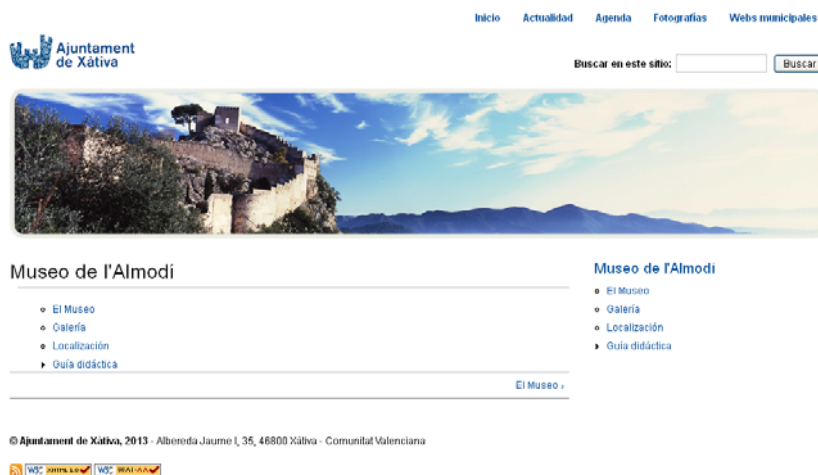 Inicio Actualidad Agenda Fotografías Webs municipales
Ajuntament
de Xàtiva
Buscar en este sitio: Buscar
Museo de l'Almodí
El Museo
Galería
Localización
Guía didáctica
El Museo ›
Museo de l'Almodí
El Museo
Galería
Localización
Guía didáctica
© Ajuntament de Xàtiva, 2013 - Albereda Jaume I, 35, 46800 Xàtiva - Comunitat Valenciana
W3C XHTML 1.0 W3C WAI-AA